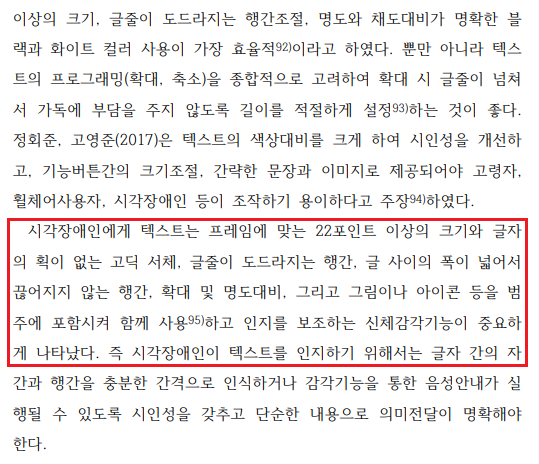 이상의 크기, 글줄이 도드라지는 행간조절, 명도와 채도대비가 명확한 블
랙과 화이트 컬러 사용이 가장 효율적92)이라고 하였다. 뿐만 아니라 텍스
트의 프로그래밍(확대, 축소)을 종합적으로 고려하여 확대 시 글줄이 넘쳐
서 가독에 부담을 주지 않도록 길이를 적절하게 설정93)하는 것이 좋다.
정회준, 고영준(2017)은 텍스트의 색상대비를 크게 하여 시인성을 개선하
고, 기능버튼간의 크기조절, 간략한 문장과 이미지로 제공되어야 고령자,
휠체어사용자, 시각장애인 등이 조작하기 용이하다고 주장94)하였다.
시각장애인에게 텍스트는 프레임에 맞는 22포인트 이상의 크기와 글자
의 획이 없는 고딕 서체, 글줄이 도드라지는 행간, 글 사이의 폭이 넓어서
끊어지지 않는 행간, 확대 및 명도대비, 그리고 그림이나 아이콘 등을 범
주에 포함시켜 함께 사용95)하고 인지를 보조하는 신체감각기능이 중요하
게 나타났다. 즉 시각장애인이 텍스트를 인지하기 위해서는 글자 간의 자
간과 행간을 충분한 간격으로 인식하거나 감각기능을 통한 음성안내가 실
행될 수 있도록 시인성을 갖추고 단순한 내용으로 의미전달이 명확해야
한다.